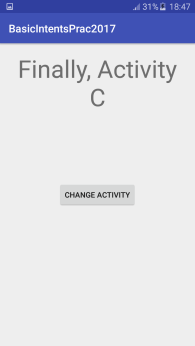 31% 18:47
BasicIntentsPrac2017
Finally, Activity
C
CHANGE ACTIVITY